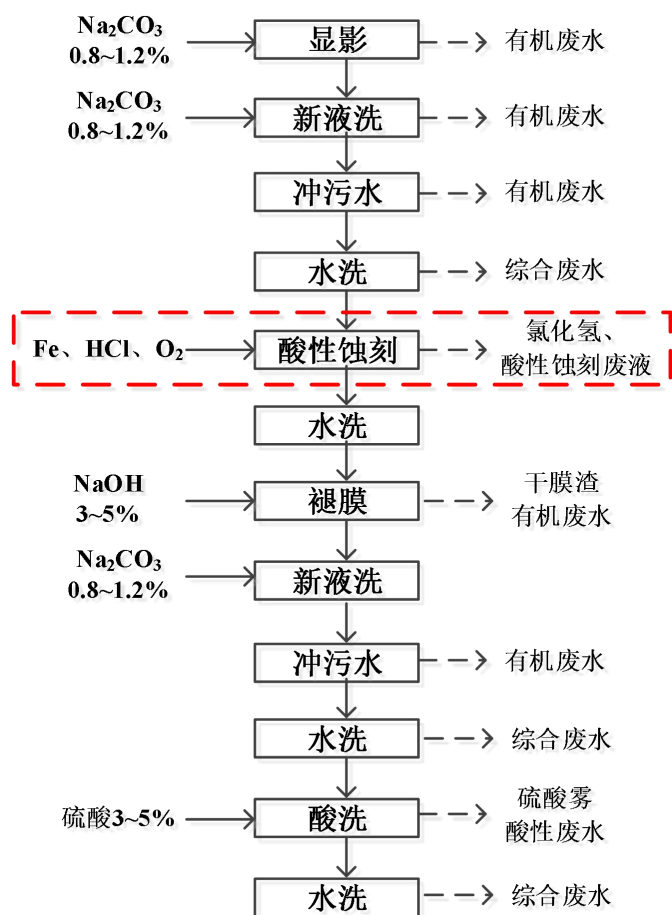 Na₂CO₃
0.8~1.2%
显影
有机废水
Na₂CO₃
0.8~1.2%
新液洗
有机废水
冲污水
有机废水
水洗
综合废水
Fe、HCl、O₂
酸性蚀刻
氯化氢、
酸性蚀刻废液
水洗
NaOH
3~5%
褪膜
干膜渣
有机废水
Na₂CO₃
0.8~1.2%
新液洗
冲污水
有机废水
水洗
综合废水
硫酸3~5%
酸洗
硫酸雾
酸性废水
水洗
综合废水